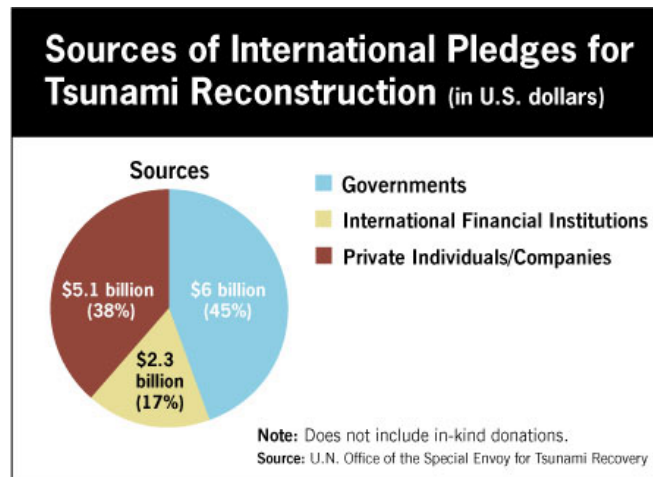 Sources of International Pledges for
Tsunami Reconstruction (in U.S. dollars)
Sources
Governments
International Financial Institutions
Private Individuals/Companies
$5.1 billion
(38%)
$6 billion
(45%)
$2.3
billion
(17%)
Note: Does not include in-kind donations.
Source: U.N. Office of the Special Envoy for Tsunami Recovery